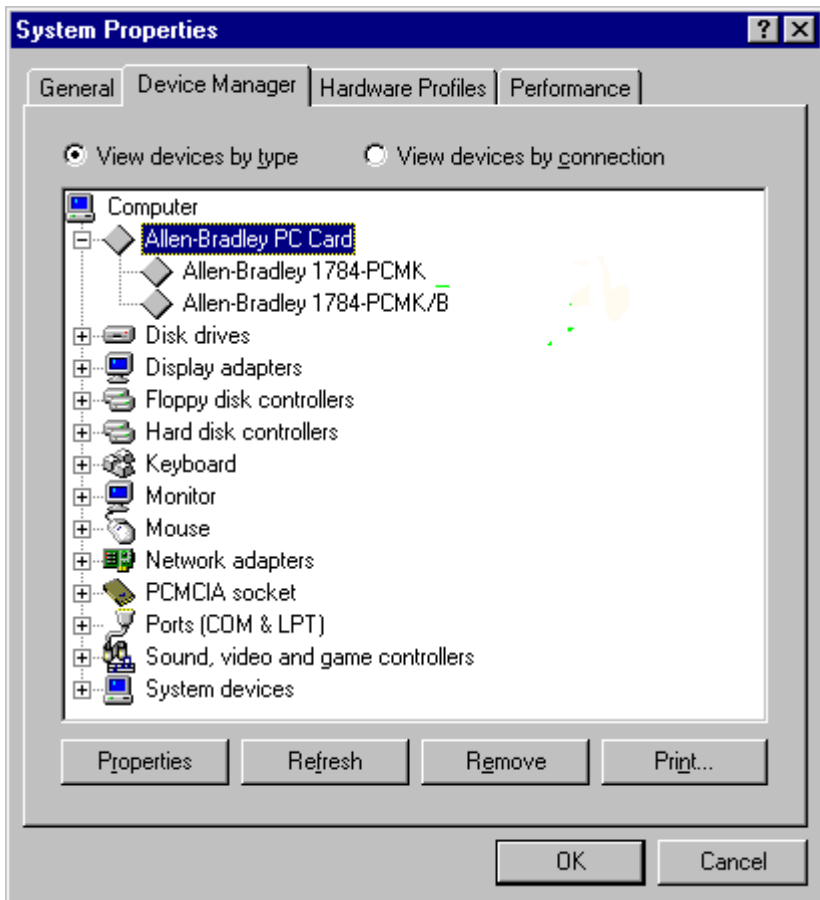 System Properties
General Device Manager Hardware Profiles Performance
View devices by type View devices by connection
Computer
Allen-Bradley PC Card
Allen-Bradley 1784-PCMK
Allen-Bradley 1784-PCMK/B
Disk drives
Display adapters
Floppy disk controllers
Hard disk controllers
Keyboard
Monitor
Mouse
Network adapters
PCMCIA socket
Ports (COM & LPT)
Sound, video and game controllers
System devices
Properties Refresh Remove Print...
OK Cancel